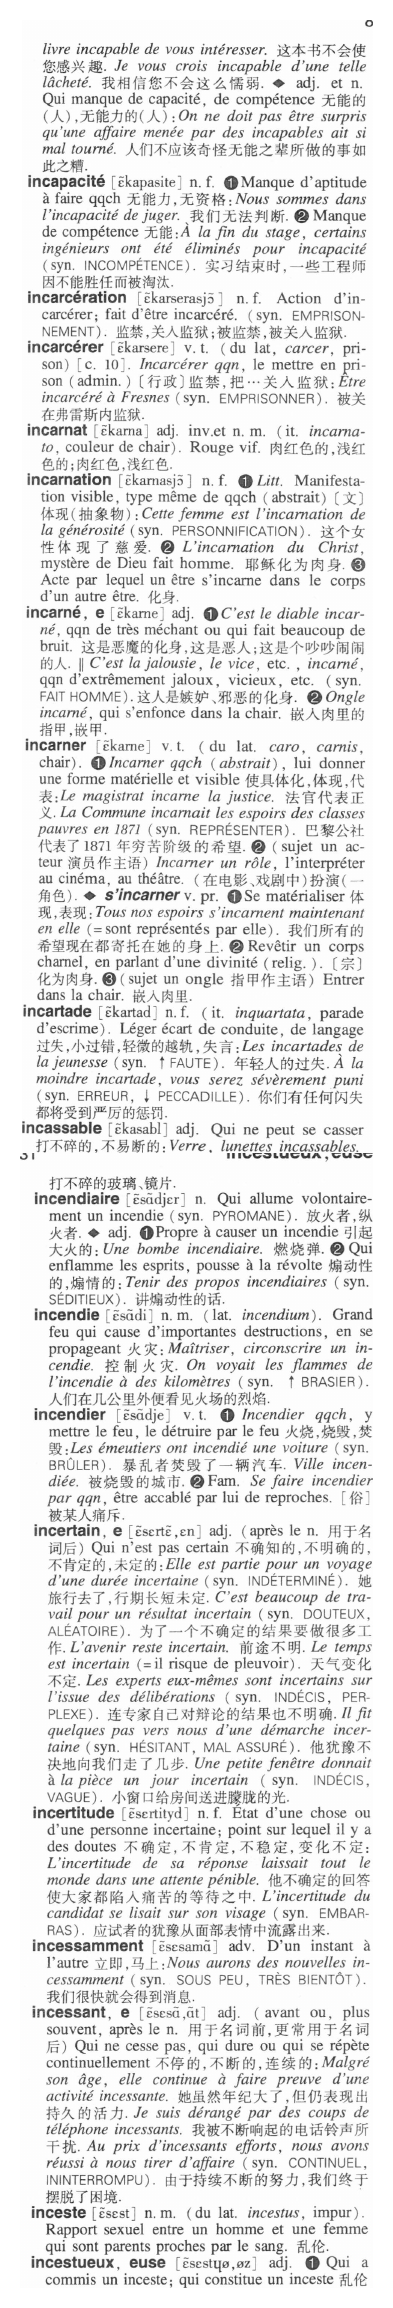 livre incapable de vous intéresser. 这本书不会使
您感兴趣. Je vous crois incapable d'une telle
lâcheté. 我相信您不会这么懦弱. ◆ adj. et n.
Qui manque de capacité, de compétence 无能的
(人),无能力的(人):On ne doit pas être surpris
qu'une affaire menée par des incapables ait si
mal tourné. 人们不应该奇怪无能之辈所做的事如
此之糟.
incapacité [ɛ̃kapasite] n. f. ❶Manque d'aptitude
à faire qqch 无能力,无资格:Nous sommes dans
l'incapacité de juger. 我们无法判断. ❷ Manque
de compétence 无能:À la fin du stage, certains
ingénieurs ont été éliminés pour incapacité
(syn. INCOMPÉTENCE). 实习结束时,一些工程师
因不能胜任而被淘汰.
incarcération [ɛ̃karserasjɔ̃] n. f. Action d'in-
carcérer; fait d'être incarcéré. (syn. EMPRISON-
NEMENT). 监禁,关入监狱;被监禁,被关入监狱.
incarcérer [ɛ̃karsere] v. t. (du lat, carcer, pri-
son) [c. 10]. Incarcérer qqn, le mettre en pri-
son (admin.) [行政]监禁,把…关入监狱:Être
incarcéré à Fresnes (syn. EMPRISONNER). 被关
在弗雷斯内监狱.
incarnat [ɛ̃karna] adj. inv.et n. m. (it. incarna-
to, couleur de chair). Rouge vif. 肉红色的,浅红
色的;肉红色,浅红色.
incarnation [ɛ̃karnasjɔ̃] n. f. ❶ Litt. Manifesta-
tion visible, type même de qqch (abstrait) [文]
体现(抽象物):Cette femme est l'incarnation de
la générosité (syn. PERSONNIFICATION). 这个女
性体现了慈爱. ❷ L'incarnation du Christ,
mystère de Dieu fait homme. 耶稣化为肉身. ❸
Acte par lequel un être s'incarne dans le corps
d'un autre être. 化身.
incarné, e [ɛ̃karne] adj. ❶C'est le diable incar-
né, qqn de très méchant ou qui fait beaucoup de
bruit. 这是恶魔的化身,这是恶人;这是个吵吵闹闹
的人. ‖ C'est la jalousie, le vice, etc. , incarné,
qqn d'extrêmement jaloux, vicieux, etc. (syn.
FAIT HOMME).这人是嫉妒、邪恶的化身. ❷Ongle
incarné, qui s'enfonce dans la chair. 嵌入肉里的
指甲,嵌甲.
incarner [ɛ̃karne] v. t. (du lat. caro, carnis,
chair). ❶Incarner qqch (abstrait), lui donner
une forme matérielle et visible 使具体化,体现,代
表:Le magistrat incarne la justice. 法官代表正
义. La Commune incarnait les espoirs des classes
pauvres en 1871 (syn. REPRÉSENTER). 巴黎公社
代表了1871年穷苦阶级的希望. ❷ (sujet un ac-
teur 演员作主语) Incarner un rôle, l'interpréter
au cinéma, au théâtre. (在电影、戏剧中)扮演(一
角色). ◆ s'incarner v. pr. ❶Se matérialiser 体
现,表现:Tous nos espoirs s'incarnent maintenant
en elle (=sont représentés par elle). 我们所有的
希望现在都寄托在她的身上. ❷Revêtir un corps
charnel, en parlant d'une divinité (relig.). [宗]
化为肉身. ❸(sujet un ongle 指甲作主语) Entrer
dans la chair. 嵌入肉里.
incartade [ɛ̃kartad] n. f. (it. inquartata, parade
d'escrime). Léger écart de conduite, de langage
过失,小过错,轻微的越轨,失言:Les incartades de
la jeunesse (syn. ↑FAUTE). 年轻人的过失. À la
moindre incartade, vous serez sévèrement puni
(syn. ERREUR, ↓ PECCADILLE). 你们有任何闪失
都将受到严厉的惩罚.
incassable [ɛ̃kasabl] adj. Qui ne peut se casser
打不碎的,不易断的:Verre, lunettes incassables.
incestueux, euse
打不碎的玻璃、镜片.
incendiaire [ɛ̃sɑ̃djɛr] n. Qui allume volontaire-
ment un incendie (syn. PYROMANE). 放火者,纵
火者. ◆ adj. ❶Propre à causer un incendie 引起
大火的: Une bombe incendiaire. 燃烧弹. ❷ Qui
enflamme les esprits, pousse à la révolte 煽动性
的,煽情的: Tenir des propos incendiaires (syn.
SÉDITIEUX). 讲煽动性的话.
incendie [ɛ̃sɑ̃di] n. m. (lat. incendium). Grand
feu qui cause d'importantes destructions, en se
propageant 火灾: Maîtriser, circonscrire un in-
cendie. 控制火灾. On voyait les flammes de
l'incendie à des kilomètres (syn. ↑ BRASIER).
人们在几公里外便看见火场的烈焰.
incendier [ɛ̃sɑ̃dje] v. t. ❶ Incendier qqch, y
mettre le feu, le détruire par le feu 火烧,烧毁,焚
毁:Les émeutiers ont incendié une voiture (syn.
BRÛLER). 暴乱者焚毁了一辆汽车. Ville incen-
diée. 被烧毁的城市. ❷Fam. Se faire incendier
par qqn, être accablé par lui de reproches. [俗]
被某人痛斥.
incertain, e [ɛ̃sɛrtɛ̃,ɛn] adj. (après le n. 用于名
词后) Qui n'est pas certain 不确知的,不明确的,
不肯定的,未定的:Elle est partie pour un voyage
d'une durée incertaine (syn. INDÉTERMINÉ). 她
旅行去了,行期长短未定. C'est beaucoup de tra-
vail pour un résultat incertain (syn. DOUTEUX,
ALÉATOIRE). 为了一个不确定的结果要做很多工
作. L'avenir reste incertain. 前途不明. Le temps
est incertain (=il risque de pleuvoir). 天气变化
不定. Les experts eux-mêmes sont incertains sur
l'issue des délibérations (syn. INDÉCIS, PER-
PLEXE). 连专家自己对辩论的结果也不明确. Il fit
quelques pas vers nous d'une démarche incer-
taine (syn. HÉSITANT, MAL ASSURÉ). 他犹豫不
决地向我们走了几步. Une petite fenêtre donnait
à la pièce un jour incertain (syn. INDÉCIS,
VAGUE). 小窗口给房间送进朦胧的光.
incertitude [ɛ̃sɛrtityd] n. f. État d'une chose ou
d'une personne incertaine; point sur lequel il y a
des doutes 不确定,不肯定,不稳定,变化不定:
L'incertitude de sa réponse laissait tout le
monde dans une attente pénible. 他不确定的回答
使大家都陷入痛苦的等待之中. L'incertitude du
candidat se lisait sur son visage (syn. EMBAR-
RAS). 应试者的犹豫从面部表情中流露出来.
incessamment [ɛ̃sɛsamɑ̃] adv. D'un instant à
l'autre 立即,马上:Nous aurons des nouvelles in-
cessamment (syn. SOUS PEU, TRÈS BIENTÔT).
我们很快就会得到消息.
incessant, e [ɛ̃sɛsɑ̃,ɑ̃t] adj. (avant ou, plus
souvent, après le n. 用于名词前,更常用于名词
后) Qui ne cesse pas, qui dure ou qui se répète
continuellement 不停的,不断的,连续的: Malgré
son âge, elle continue à faire preuve d'une
activité incessante. 她虽然年纪大了,但仍表现出
持久的活力. Je suis dérangé par des coups de
téléphone incessants. 我被不断响起的电话铃声所
干扰. Au prix d'incessants efforts, nous avons
réussi à nous tirer d'affaire (syn. CONTINUEL,
ININTERROMPU). 由于持续不断的努力,我们终于
摆脱了困境.
inceste [ɛ̃sɛst] n. m. (du lat. incestus, impur).
Rapport sexuel entre un homme et une femme
qui sont parents proches par le sang. 乱伦.
incestueux, euse [ɛ̃sɛstɥø,øz] adj. ❶ Qui a
commis un inceste; qui constitue un inceste 乱伦